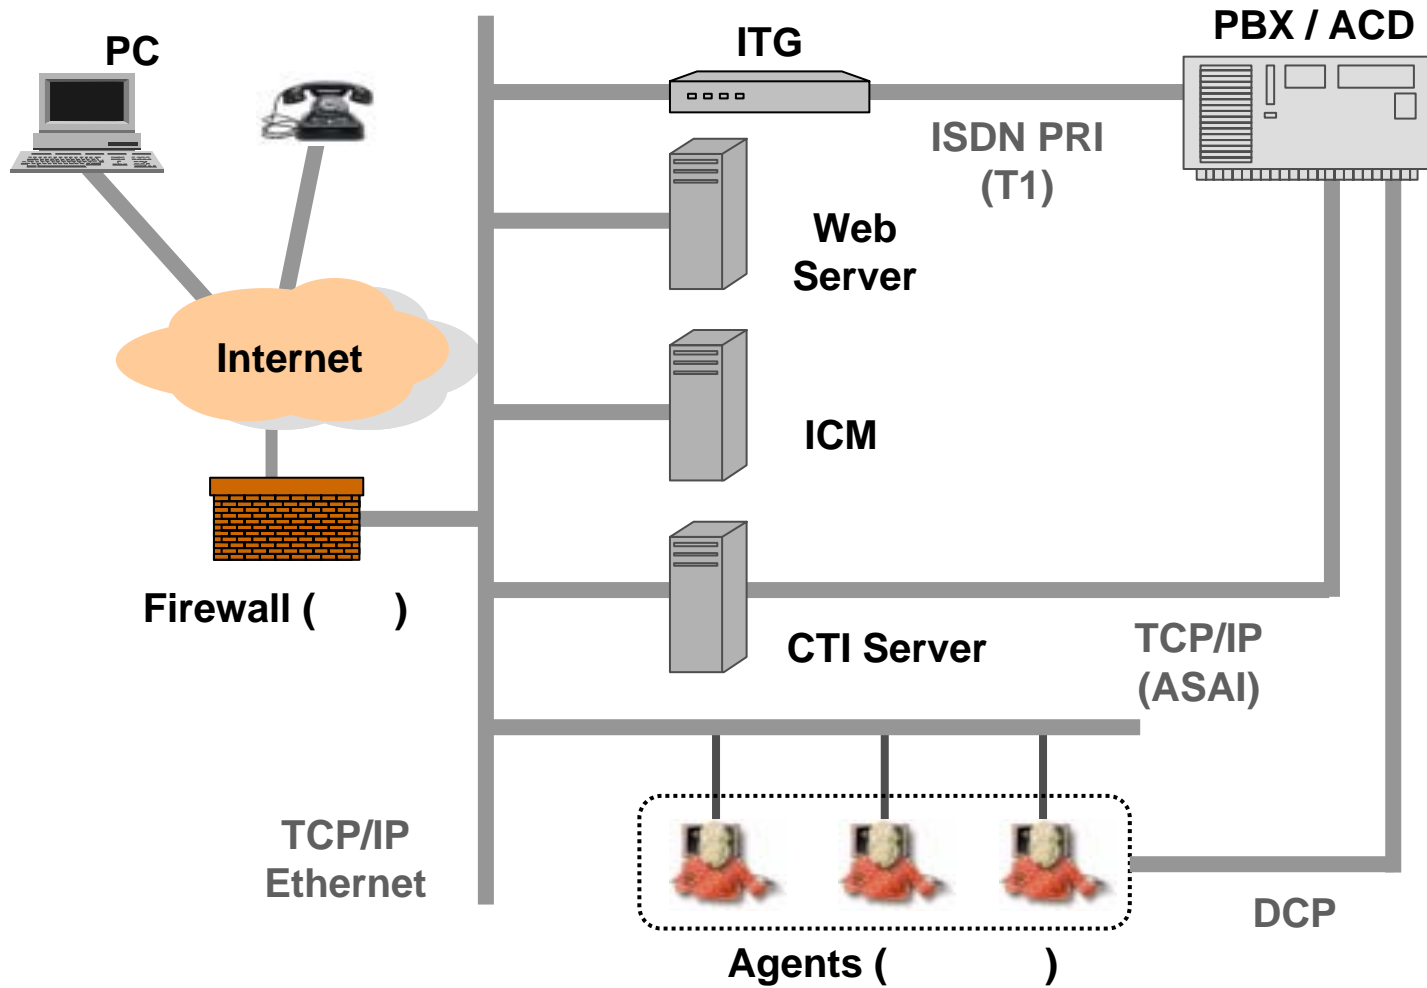 PC
ITG
PBX / ACD
ISDN PRI
(T1)
Web
Server
Internet
ICM
Firewall (      )
CTI Server
TCP/IP
(ASAI)
TCP/IP
Ethernet
DCP
Agents (            )